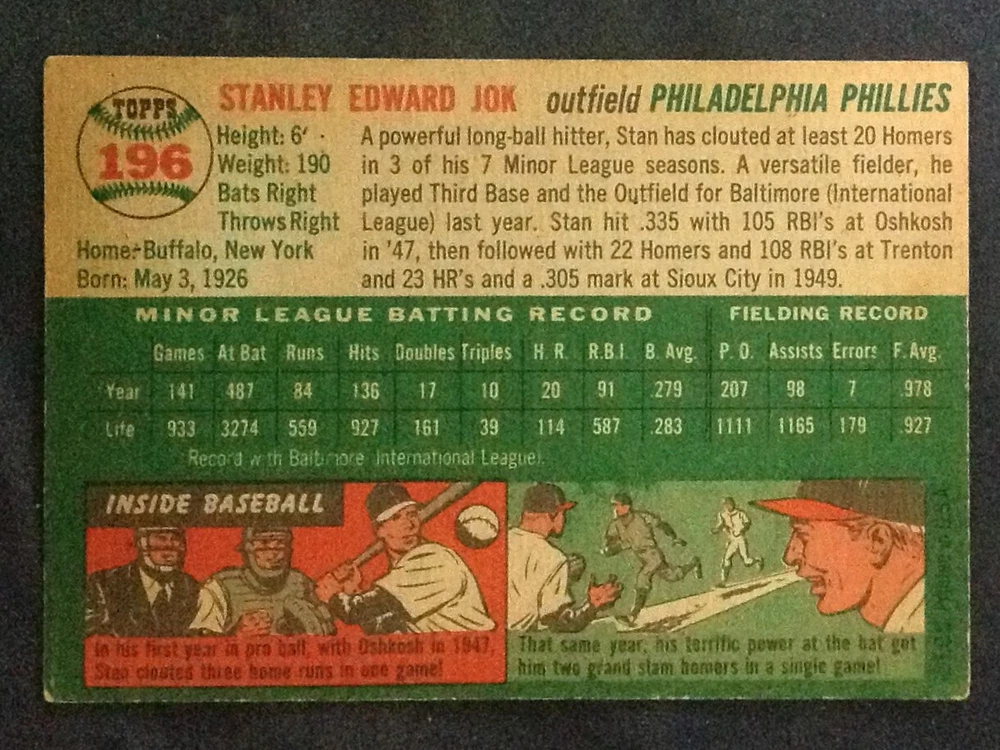 TOPPS
196
STANLEY EDWARD JOK outfield PHILADELPHIA PHILLIES
Height: 6'
Weight: 190
Bats Right
Throws Right
Home:-Buffalo, New York
Born: May 3, 1926
A powerful long-ball hitter, Stan has clouted at least 20 Homers
in 3 of his 7 Minor League seasons. A versatile fielder, he
played Third Base and the Outfield for Baltimore (International
League) last year. Stan hit .335 with 105 RBI's at Oshkosh
in '47, then followed with 22 Homers and 108 RBI's at Trenton
and 23 HR's and a .305 mark at Sioux City in 1949.
MINOR LEAGUE BATTING RECORD FIELDING RECORD
Games At Bat Runs Hits Doubles Triples H. R. R.B.I. B. Avg. P. O. Assists Errors F. Avg.
Year 141 487 84 136 17 10 20 91 .279 207 98 7 .978
Life 933 3274 559 927 161 39 114 587 .283 1111 1165 179 .927
Record with Baltimore International League).
INSIDE BASEBALL
In his first year in pro ball, with Oshkosh in 1947,
Stan clouted three home runs in one game!
That same year, his terrific power at the bat got
him two grand slam homers in a single game!